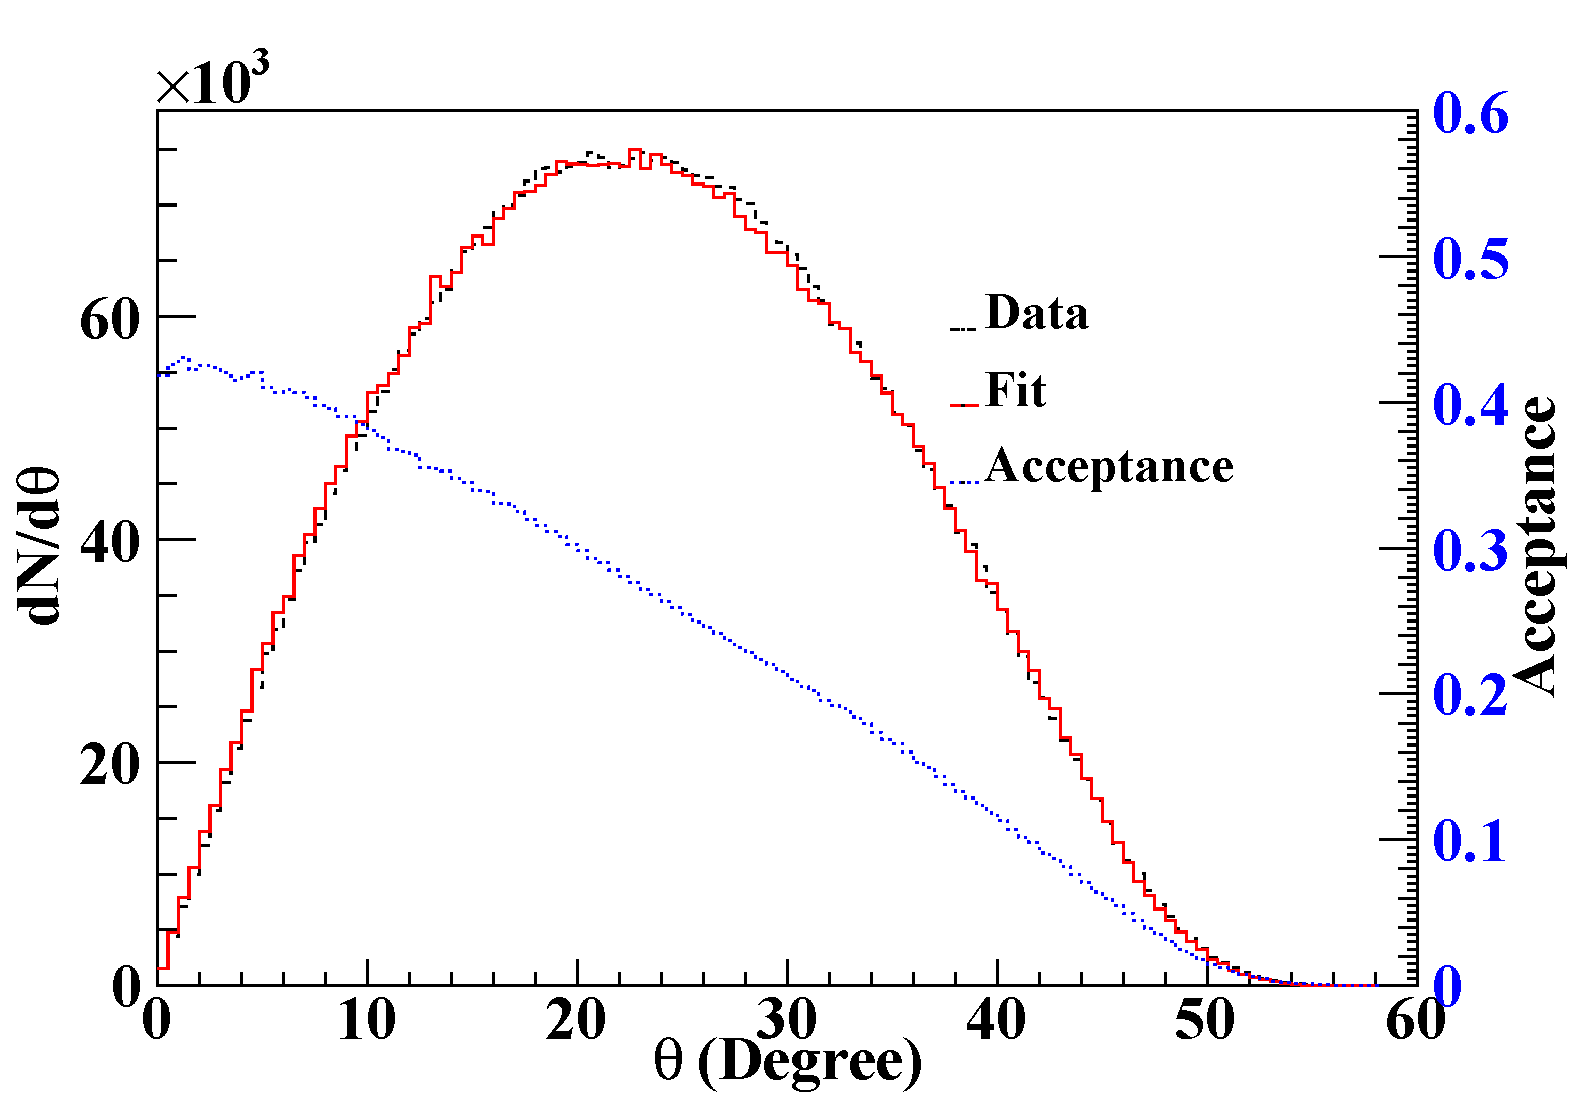 ×10³
dN/dθ
60
40
20
0
0 10 20 30 40 50 60
θ (Degree)
Data
Fit
Acceptance
0.6
0.5
0.4
0.3
0.2
0.1
0
Acceptance